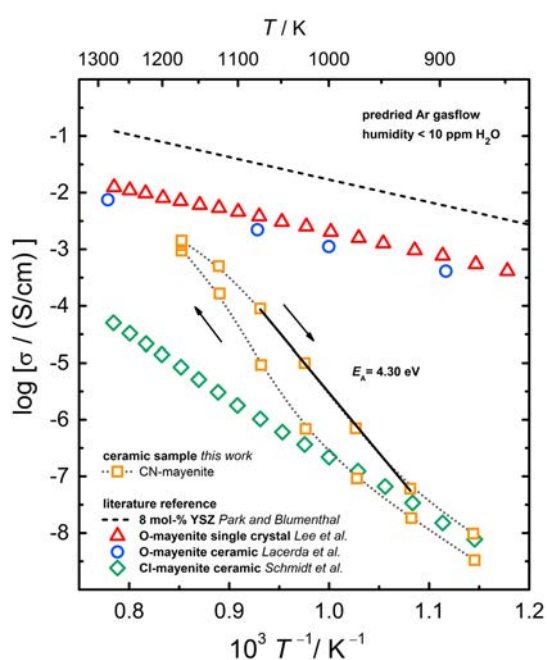 T / K
1300 1200 1100 1000 900
predried Ar gasflow
humidity < 10 ppm H₂O
-1
-2
-3
-4
-5
-6
-7
-8
log [σ / (S/cm) ]
E_A = 4.30 eV
ceramic sample this work
CN-mayenite
literature reference
8 mol-% YSZ Park and Blumenthal
O-mayenite single crystal Lee et al.
O-mayenite ceramic Lacerda et al.
Cl-mayenite ceramic Schmidt et al.
0.8 0.9 1.0 1.1 1.2
10³ T⁻¹/ K⁻¹